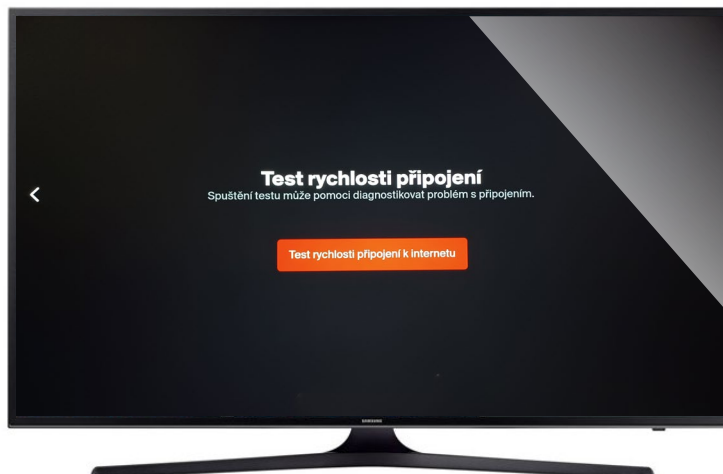 Test rychlosti připojení
Spuštění testu může pomoci diagnostikovat problém s připojením.
Test rychlosti připojení k internetu
SAMSUNG